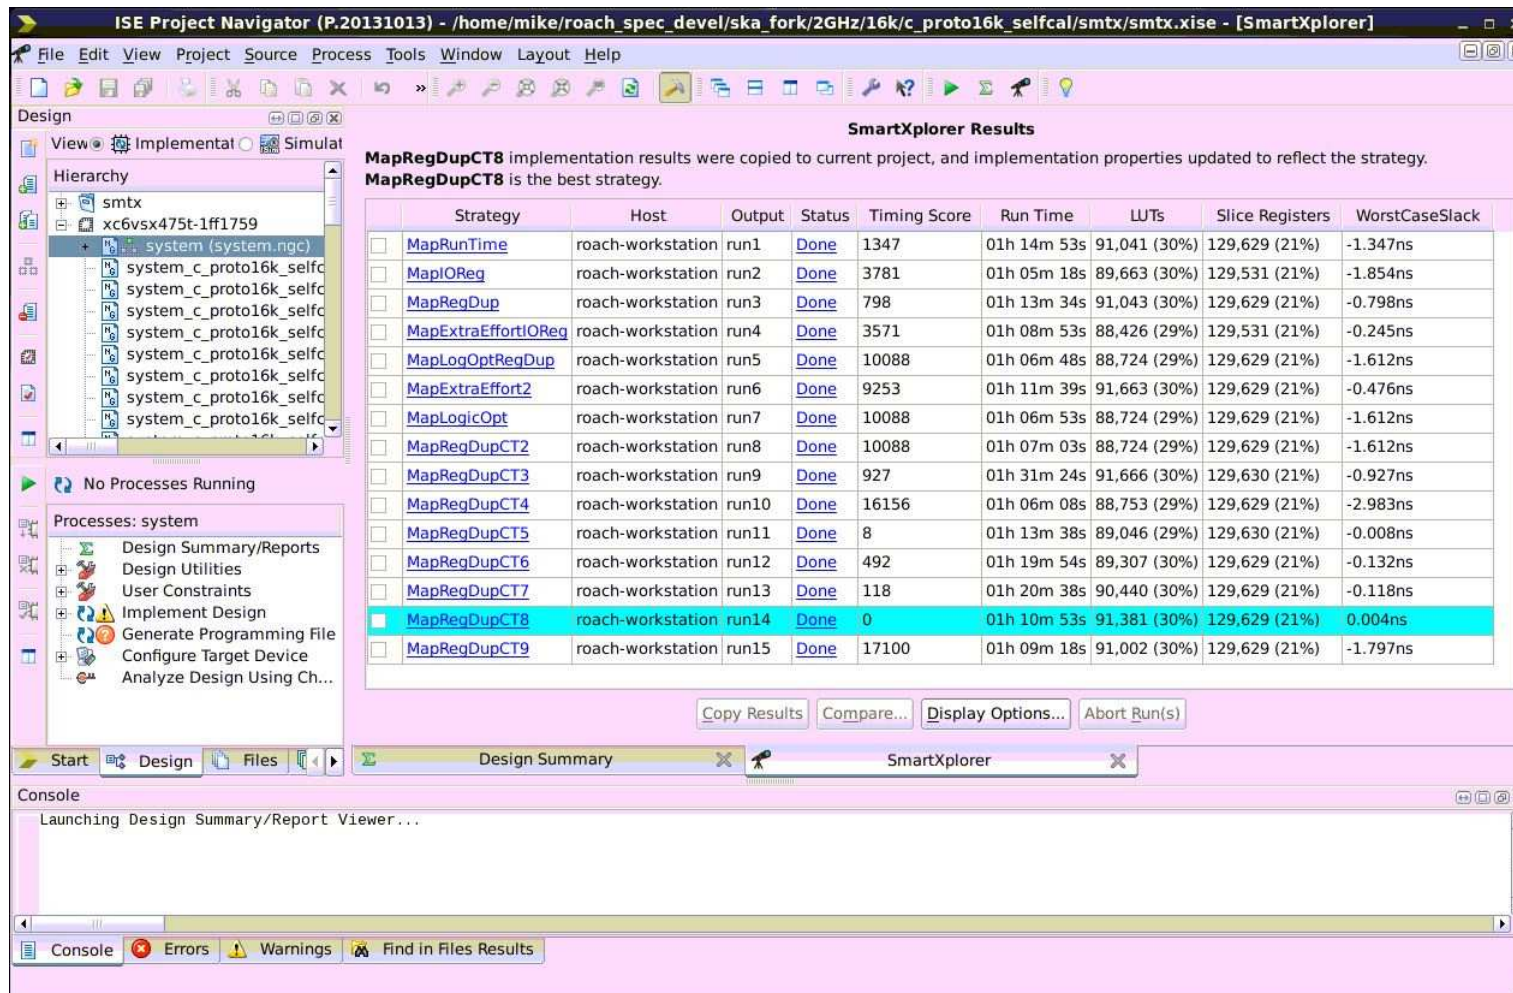 ISE Project Navigator (P.20131013) - /home/mike/roach_spec_devel/ska_fork/2GHz/16k/c_proto16k_selfcal/smtx/smtx.xise - [SmartXplorer]
File Edit View Project Source Process Tools Window Layout Help
Design
View Implementat Simulat
Hierarchy
smtx
xc6vsx475t-1ff1759
system (system.ngc)
system_c_proto16k_selfc
system_c_proto16k_selfc
system_c_proto16k_selfc
system_c_proto16k_selfc
system_c_proto16k_selfc
system_c_proto16k_selfc
system_c_proto16k_selfc
system_c_proto16k_selfc
No Processes Running
Processes: system
Design Summary/Reports
Design Utilities
User Constraints
Implement Design
Generate Programming File
Configure Target Device
Analyze Design Using Ch...
Start Design Files
SmartXplorer Results
MapRegDupCT8 implementation results were copied to current project, and implementation properties updated to reflect the strategy.
MapRegDupCT8 is the best strategy.
Strategy Host Output Status Timing Score Run Time LUTs Slice Registers WorstCaseSlack
MapRunTime roach-workstation run1 Done 1347 01h 14m 53s 91,041 (30%) 129,629 (21%) -1.347ns
MapIOReg roach-workstation run2 Done 3781 01h 05m 18s 89,663 (30%) 129,531 (21%) -1.854ns
MapRegDup roach-workstation run3 Done 798 01h 13m 34s 91,043 (30%) 129,629 (21%) -0.798ns
MapExtraEffortIOReg roach-workstation run4 Done 3571 01h 08m 53s 88,426 (29%) 129,531 (21%) -0.245ns
MapLogOptRegDup roach-workstation run5 Done 10088 01h 06m 48s 88,724 (29%) 129,629 (21%) -1.612ns
MapExtraEffort2 roach-workstation run6 Done 9253 01h 11m 39s 91,663 (30%) 129,629 (21%) -0.476ns
MapLogicOpt roach-workstation run7 Done 10088 01h 06m 53s 88,724 (29%) 129,629 (21%) -1.612ns
MapRegDupCT2 roach-workstation run8 Done 10088 01h 07m 03s 88,724 (29%) 129,629 (21%) -1.612ns
MapRegDupCT3 roach-workstation run9 Done 927 01h 31m 24s 91,666 (30%) 129,630 (21%) -0.927ns
MapRegDupCT4 roach-workstation run10 Done 16156 01h 06m 08s 88,753 (29%) 129,629 (21%) -2.983ns
MapRegDupCT5 roach-workstation run11 Done 8 01h 13m 38s 89,046 (29%) 129,630 (21%) -0.008ns
MapRegDupCT6 roach-workstation run12 Done 492 01h 19m 54s 89,307 (30%) 129,629 (21%) -0.132ns
MapRegDupCT7 roach-workstation run13 Done 118 01h 20m 38s 90,440 (30%) 129,629 (21%) -0.118ns
MapRegDupCT8 roach-workstation run14 Done 0 01h 10m 53s 91,381 (30%) 129,629 (21%) 0.004ns
MapRegDupCT9 roach-workstation run15 Done 17100 01h 09m 18s 91,002 (30%) 129,629 (21%) -1.797ns
Copy Results Compare... Display Options... Abort Run(s)
Design Summary SmartXplorer
Console
Launching Design Summary/Report Viewer...
Console Errors Warnings Find in Files Results